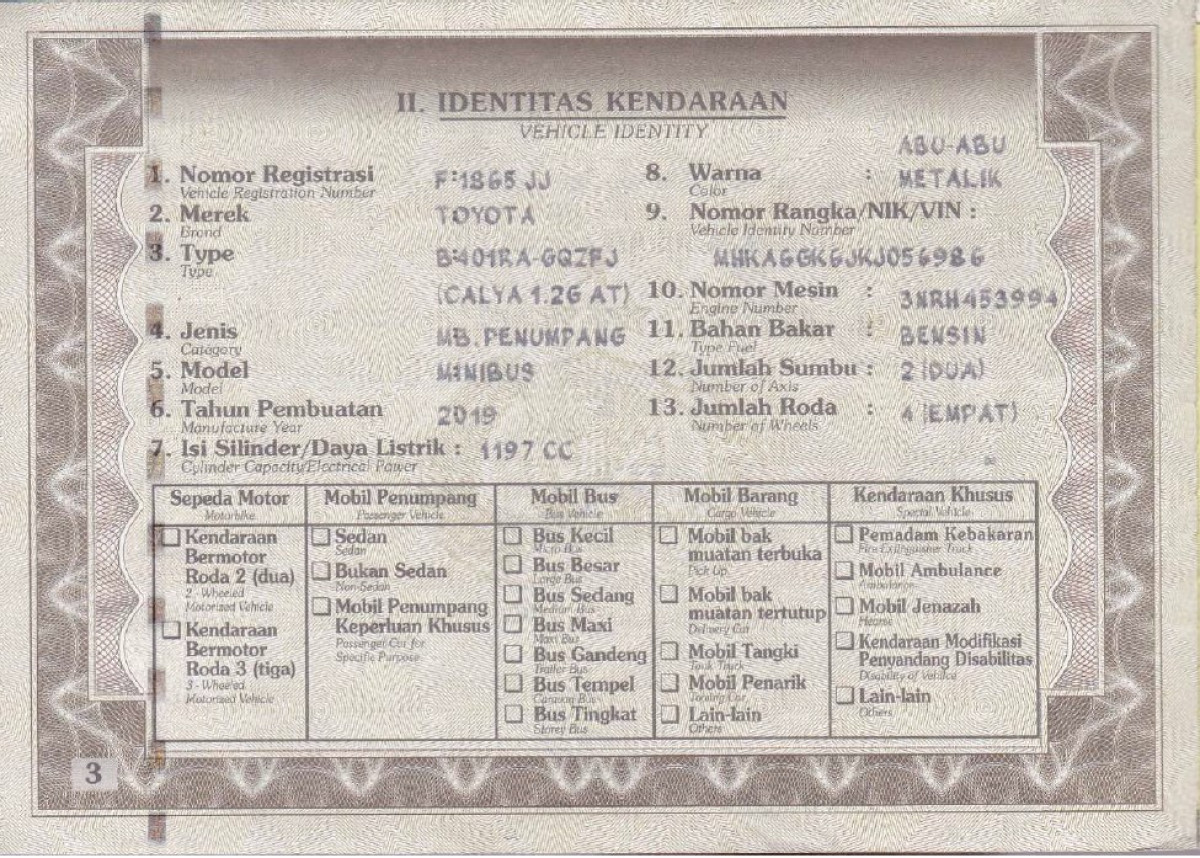 II. IDENTITAS KENDARAAN
VEHICLE IDENTITY
1. Nomor Registrasi F 1865 JJ
Vehicle Registration Number
2. Merek TOYOTA
Brand
3. Type B401RA-GQZFJ
Type
(CALYA 1.2G AT)
4. Jenis MB. PENUMPANG
Category
5. Model MINIBUS
Model
6. Tahun Pembuatan 2019
Manufacture Year
7. Isi Silinder/Daya Listrik : 1197 CC
Cylinder Capacity/Electrical Power
ABU-ABU
8. Warna : METALIK
Color
9. Nomor Rangka/NIK/VIN :
Vehicle Identity Number
MHKA6GK6JKJ056986
10. Nomor Mesin : 3NRH453994
Engine Number
11. Bahan Bakar : BENSIN
Type Fuel
12. Jumlah Sumbu : 2 (DUA)
Number of Axis
13. Jumlah Roda : 4 (EMPAT)
Number of Wheels
Sepeda Motor
Motorbike
Kendaraan
Bermotor
Roda 2 (dua)
2 - Wheeled
Motorized Vehicle
Kendaraan
Bermotor
Roda 3 (tiga)
3 - Wheeled
Motorized Vehicle
Mobil Penumpang
Passenger Vehicle
Sedan
Sedan
Bukan Sedan
Non-Sedan
Mobil Penumpang
Keperluan Khusus
Passenger Car for
Specific Purpose
Mobil Bus
Bus Vehicle
Bus Kecil
Micro Bus
Bus Besar
Large Bus
Bus Sedang
Medium Bus
Bus Maxi
Maxi Bus
Bus Gandeng
Trailer Bus
Bus Tempel
Caravan Bus
Bus Tingkat
Storey Bus
Mobil Barang
Cargo Vehicle
Mobil bak
muatan terbuka
Pick Up
Mobil bak
muatan tertutup
Delivery Car
Mobil Tangki
Tank Truck
Mobil Penarik
Towing Car
Lain-lain
Others
Kendaraan Khusus
Special Vehicle
Pemadam Kebakaran
Fire Extinguisher Truck
Mobil Ambulance
Ambulance
Mobil Jenazah
Hearse
Kendaraan Modifikasi
Penyandang Disabilitas
Disability of Vehilce
Lain-lain
Others
3